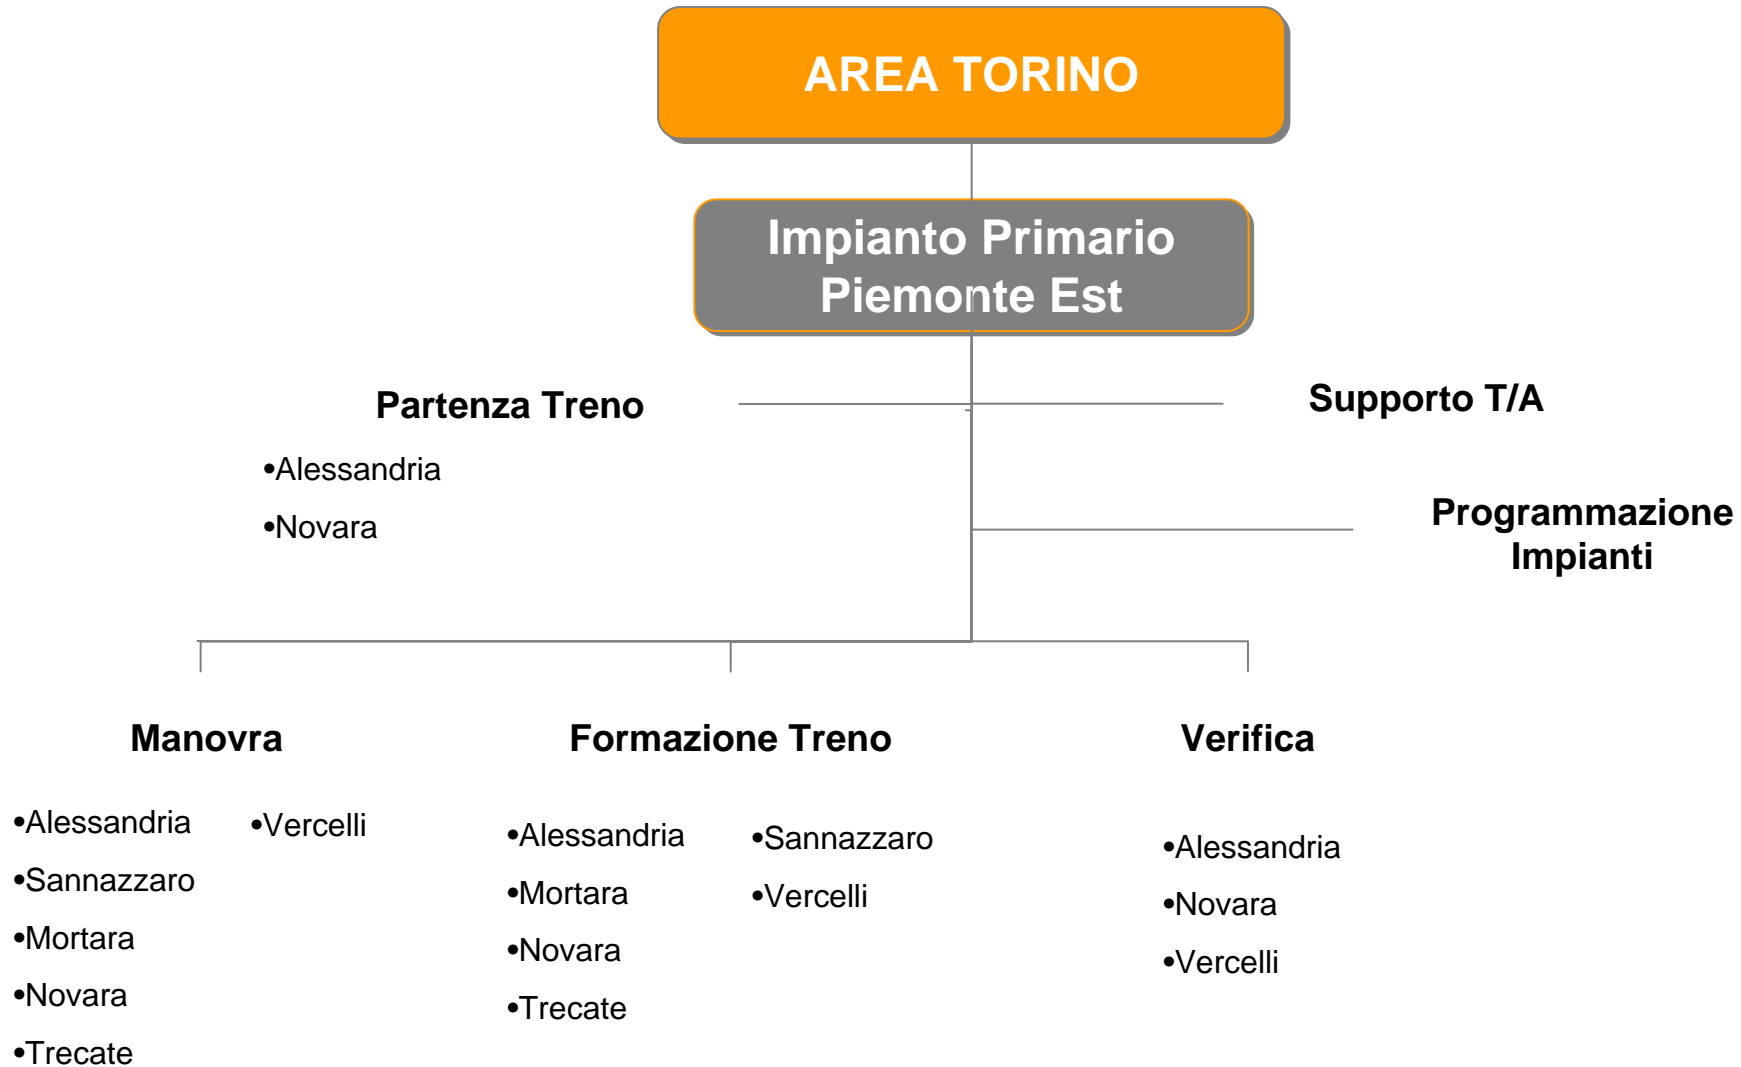 AREA TORINO
Impianto Primario
Piemonte Est
Partenza Treno
•Alessandria
•Novara
Supporto T/A
Programmazione
Impianti
Manovra
•Alessandria
•Sannazzaro
•Mortara
•Novara
•Trecate
•Vercelli
Formazione Treno
•Alessandria
•Mortara
•Novara
•Trecate
•Sannazzaro
•Vercelli
Verifica
•Alessandria
•Novara
•Vercelli